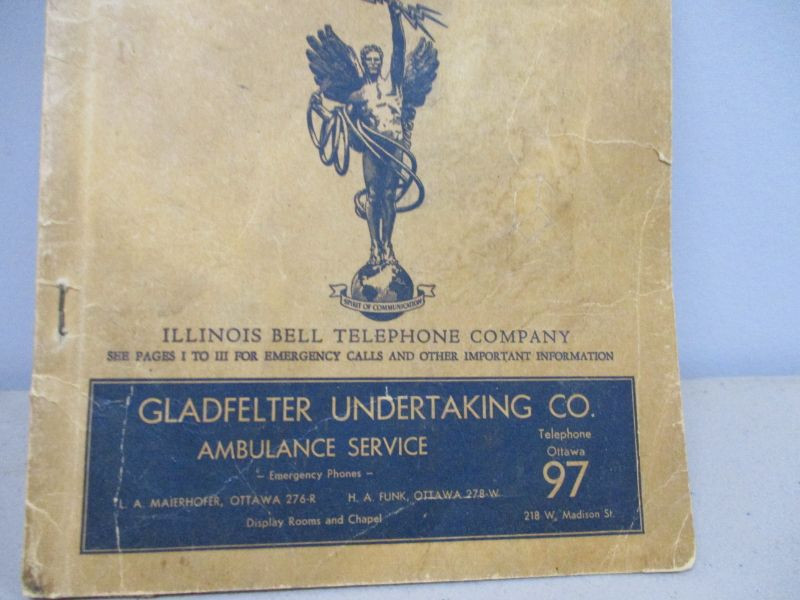 SPIRIT OF COMMUNICATION
ILLINOIS BELL TELEPHONE COMPANY
SEE PAGES I TO III FOR EMERGENCY CALLS AND OTHER IMPORTANT INFORMATION
GLADFELTER UNDERTAKING CO.
AMBULANCE SERVICE
Telephone
Ottawa
97
– Emergency Phones –
L. A. MAIERHOFER, OTTAWA 276-R H. A. FUNK, OTTAWA 278-W
Display Rooms and Chapel
218 W. Madison St.